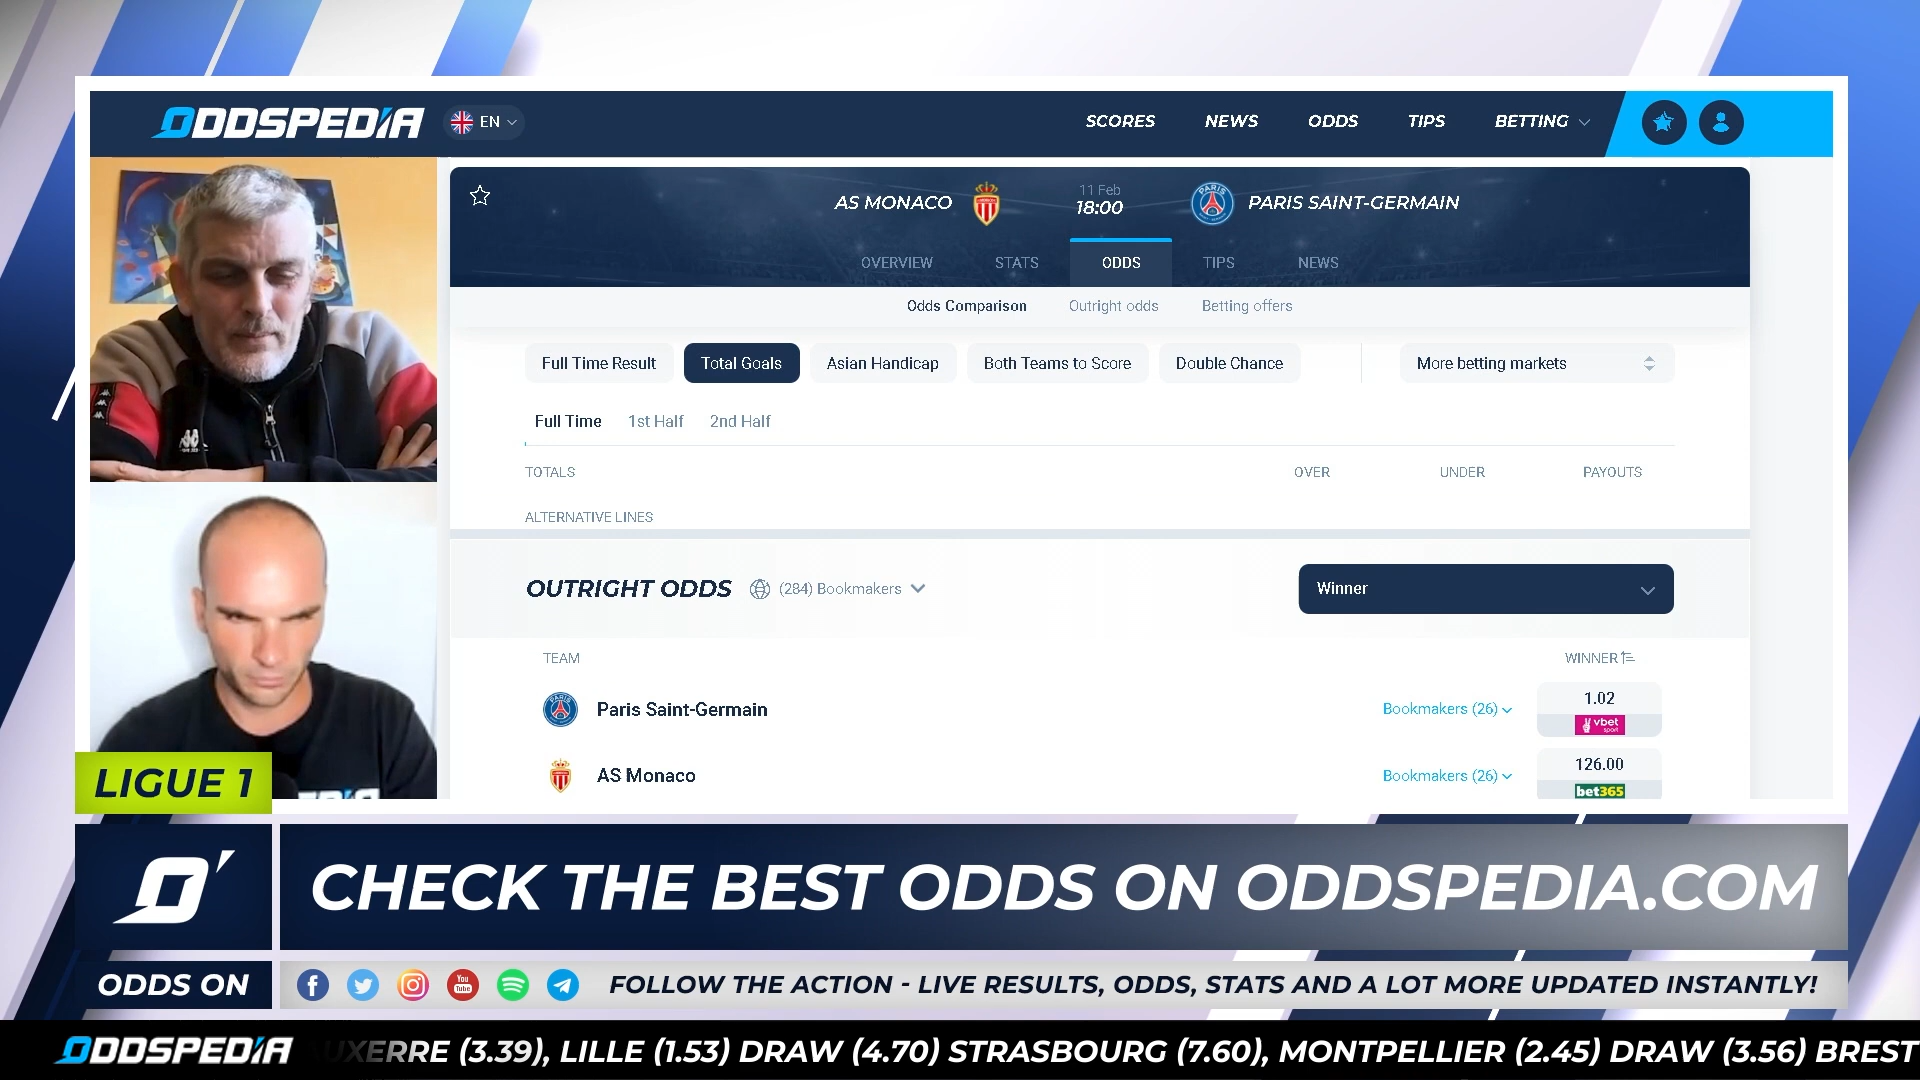 ODDSPEDIA EN SCORES NEWS ODDS TIPS BETTING
AS MONACO 11 Feb 18:00 PARIS SAINT-GERMAIN
OVERVIEW STATS ODDS TIPS NEWS
Odds Comparison Outright odds Betting offers
Full Time Result Total Goals Asian Handicap Both Teams to Score Double Chance More betting markets
Full Time 1st Half 2nd Half
TOTALS OVER UNDER PAYOUTS
ALTERNATIVE LINES
OUTRIGHT ODDS (284) Bookmakers Winner
TEAM WINNER
Paris Saint-Germain Bookmakers (26) 1.02
vbet sport
AS Monaco Bookmakers (26) 126.00
bet365
LIGUE 1
CHECK THE BEST ODDS ON ODDSPEDIA.COM
ODDS ON FOLLOW THE ACTION - LIVE RESULTS, ODDS, STATS AND A LOT MORE UPDATED INSTANTLY!
ODDSPEDIA UXERRE (3.39), LILLE (1.53) DRAW (4.70) STRASBOURG (7.60), MONTPELLIER (2.45) DRAW (3.56) BREST